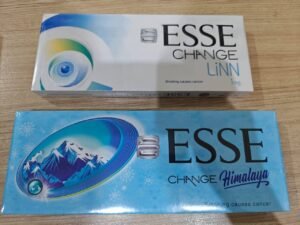 ESSE
CHANGE
LiNN
Smoking causes cancer
ESSE
CHANGE Himalaya
Smoking causes cancer